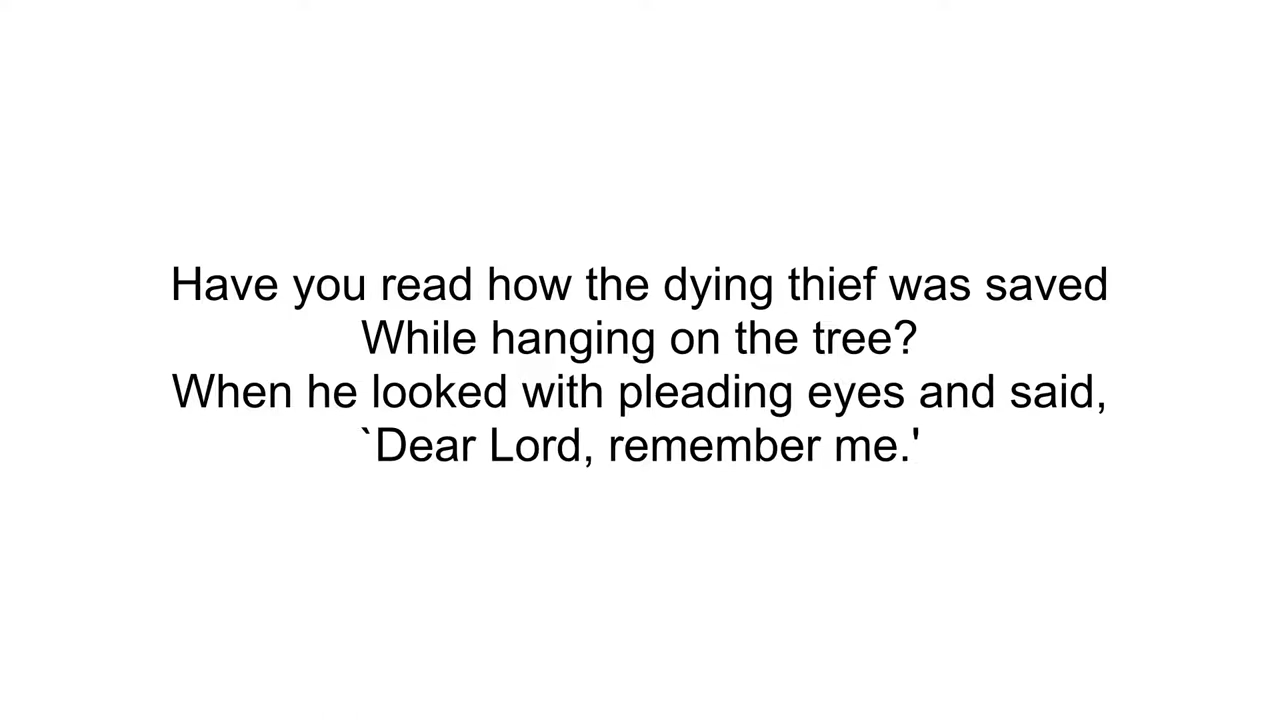 Have you read how the dying thief was saved
While hanging on the tree?
When he looked with pleading eyes and said,
`Dear Lord, remember me.'